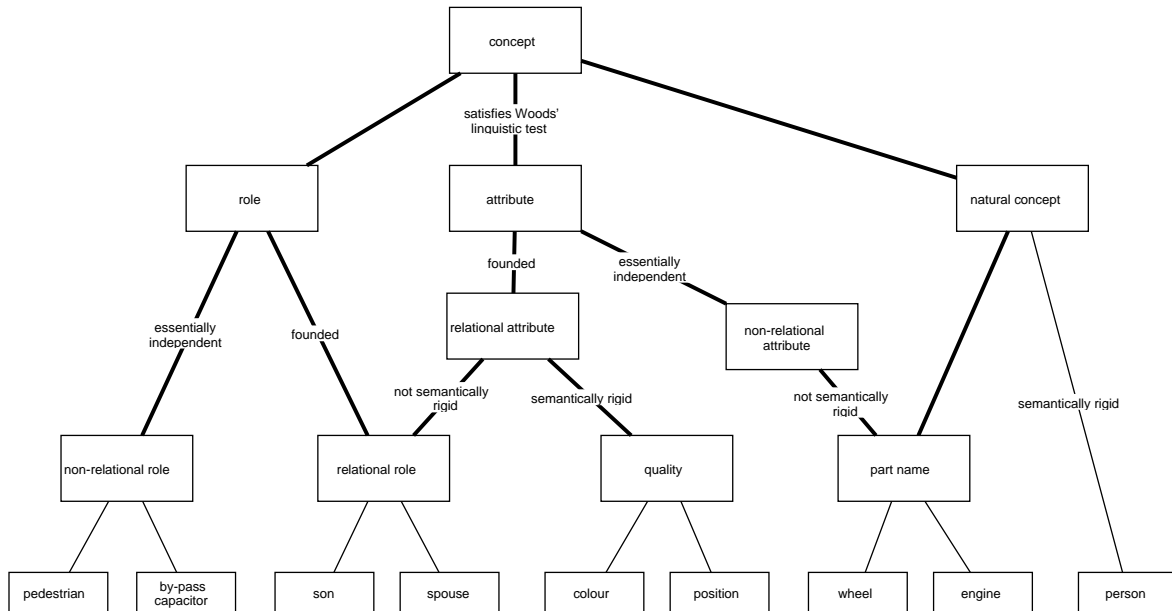 concept
satisfies Woods'
linguistic test
role
attribute
natural concept
founded
essentially
independent
relational attribute
non-relational
attribute
essentially
independent
founded
not semantically
rigid
semantically rigid
not semantically
rigid
semantically rigid
non-relational role
relational role
quality
part name
pedestrian
by-pass
capacitor
son
spouse
colour
position
wheel
engine
person